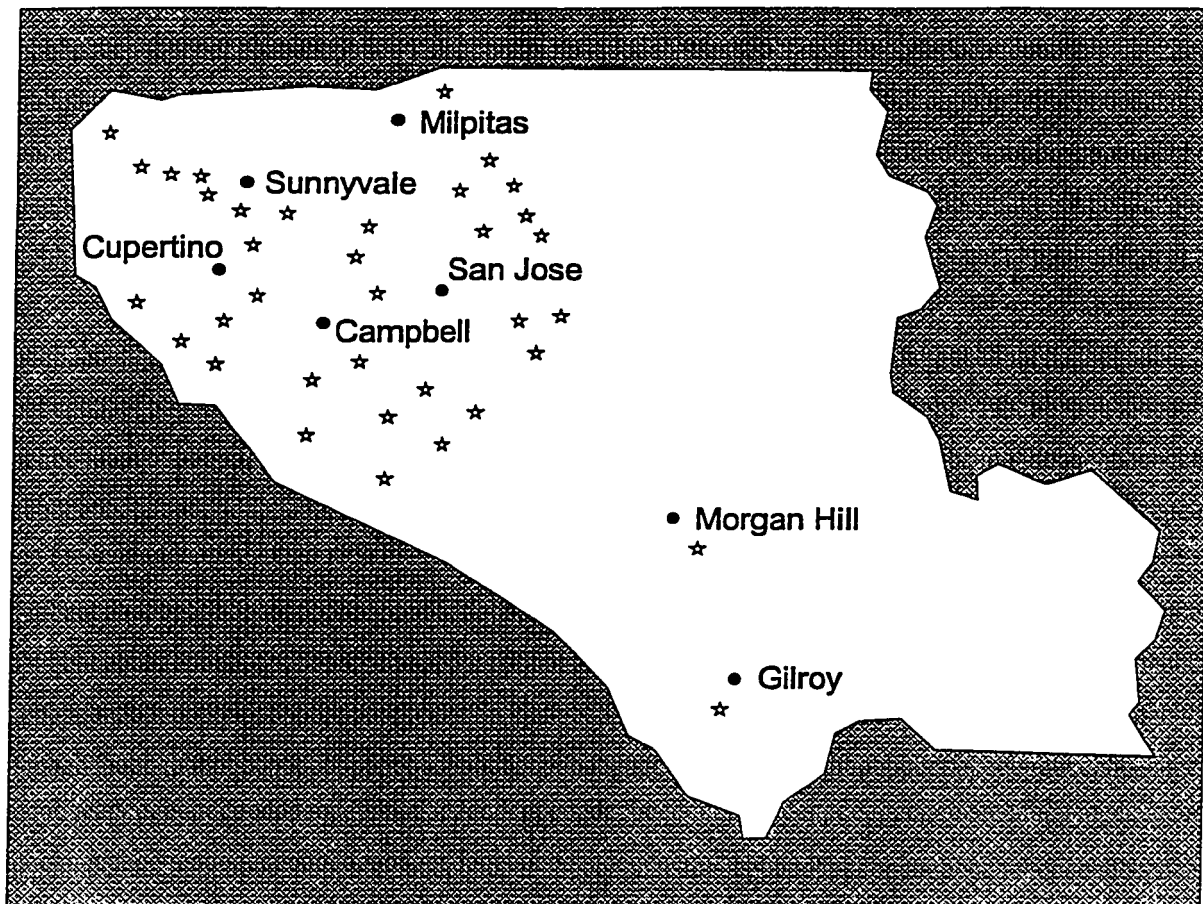 Milpitas
Sunnyvale
Cupertino
San Jose
Campbell
Morgan Hill
Gilroy